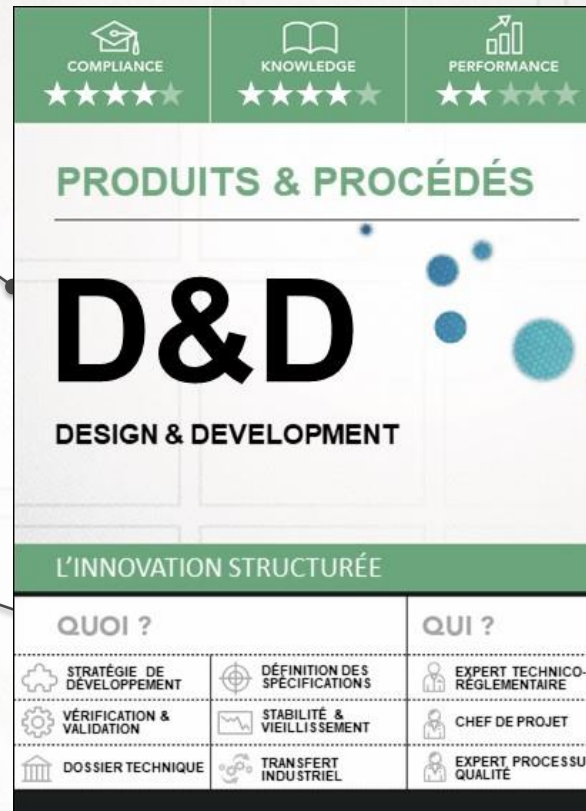 COMPLIANCE
KNOWLEDGE
PERFORMANCE
PRODUITS & PROCÉDÉS
D&D
DESIGN & DEVELOPMENT
L'INNOVATION STRUCTURÉE
QUOI ?
QUI ?
STRATÉGIE DE
DÉVELOPPEMENT
DÉFINITION DES
SPÉCIFICATIONS
EXPERT TECHNICO-
RÉGLEMENTAIRE
VÉRIFICATION &
VALIDATION
STABILITÉ &
VIEILLISSEMENT
CHEF DE PROJET
DOSSIER TECHNIQUE
TRANSFERT
INDUSTRIEL
EXPERT PROCESSU
QUALITÉ